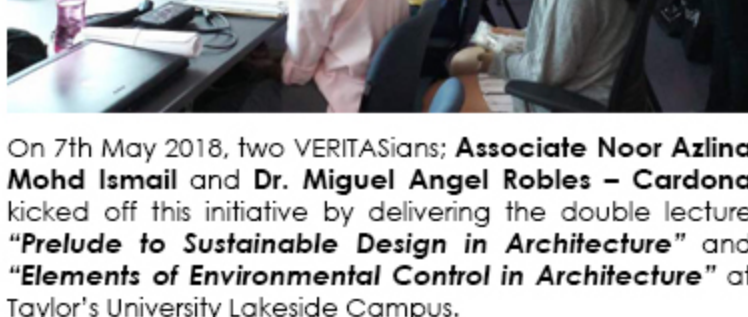 On 7th May 2018, two VERITASians; Associate Noor Azlina
Mohd Ismail and Dr. Miguel Angel Robles – Cardona
kicked off this initiative by delivering the double lecture
“Prelude to Sustainable Design in Architecture” and
“Elements of Environmental Control in Architecture” at
Taylor’s University Lakeside Campus.